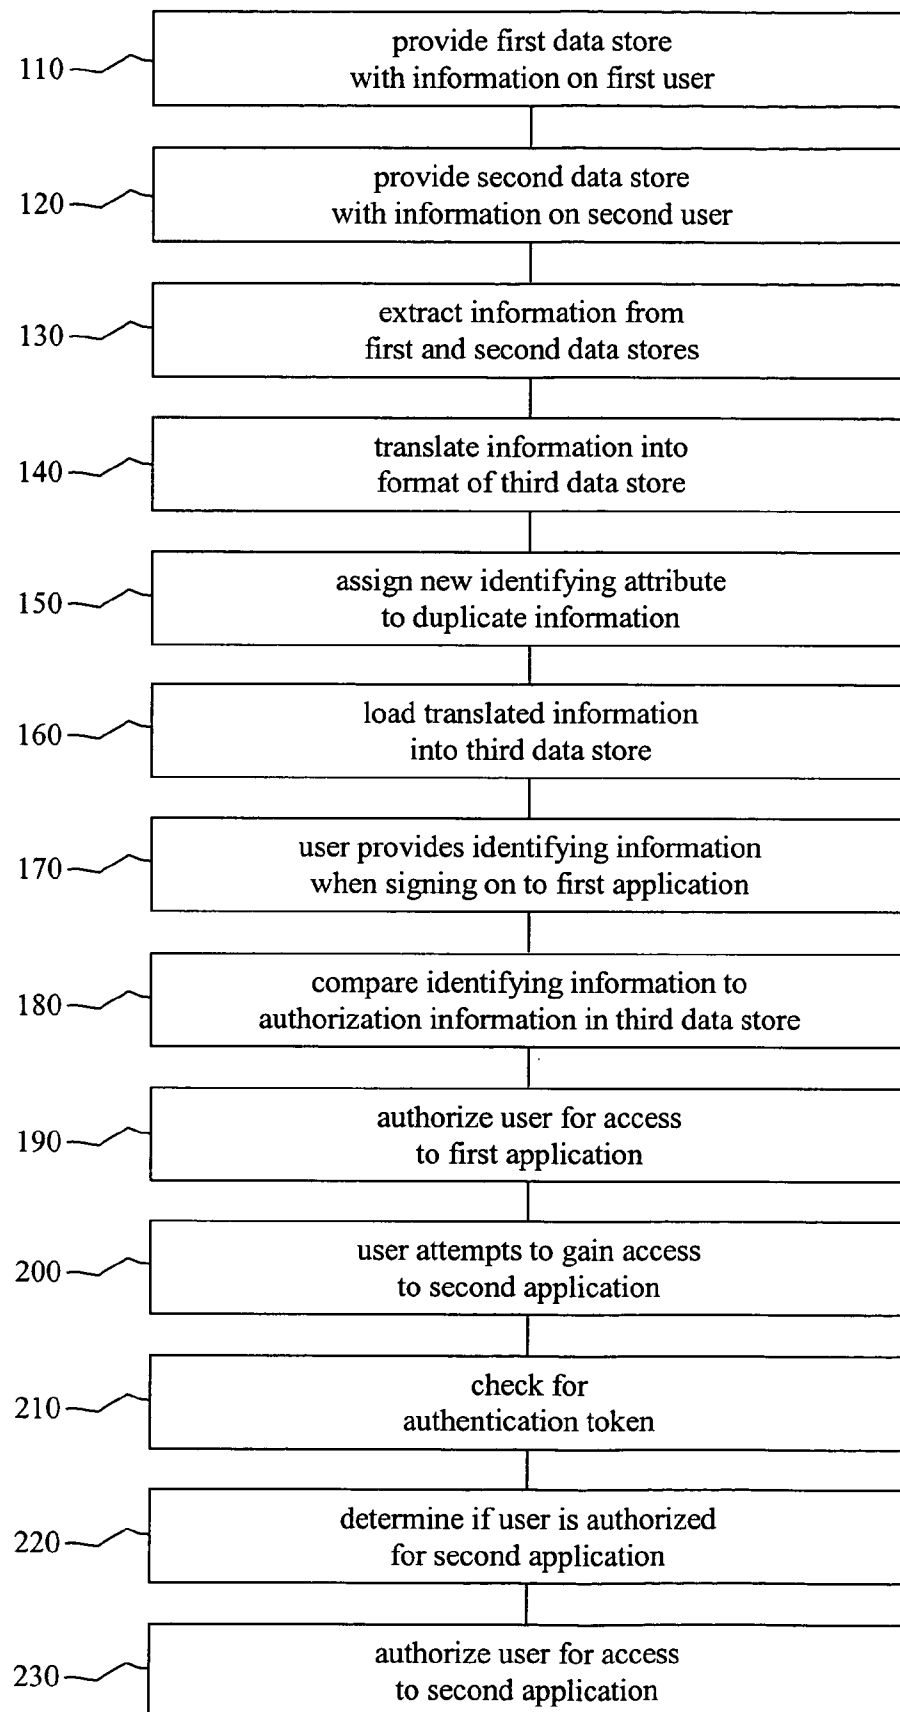 provide first data store
110
with information on first user
provide second data store
120
with information on second user
extract information from
130
first and second data stores
translate information into
140
format of third data store
assign new identifying attribute
150
to duplicate information
load translated information
160
into third data store
user provides identifying information
170
when signing on to first application
compare identifying information to
180
authorization information in third data store
authorize user for access
190
to first application
user attempts to gain access
200
to second application
check for
210
authentication token
determine if user is authorized
220
for second application
authorize user for access
230
to second application